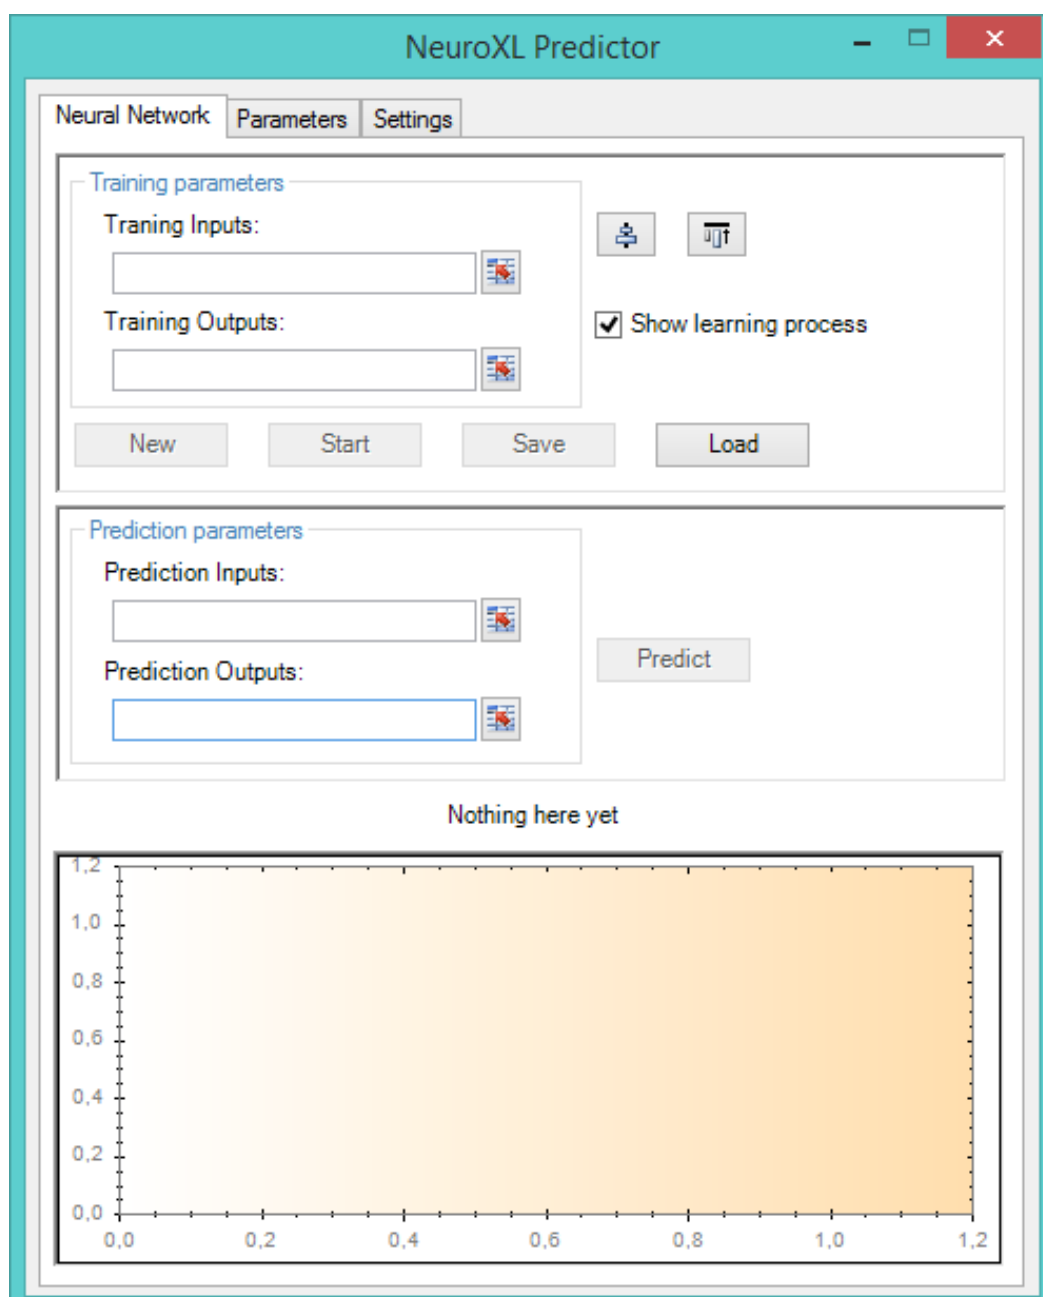 NeuroXL Predictor
Neural Network Parameters Settings
Training parameters
Traning Inputs:
Training Outputs:
Show learning process
New Start Save Load
Prediction parameters
Prediction Inputs:
Predict
Prediction Outputs:
Nothing here yet
1,2
1,0
0,8
0,6
0,4
0,2
0,0
0,0 0,2 0,4 0,6 0,8 1,0 1,2